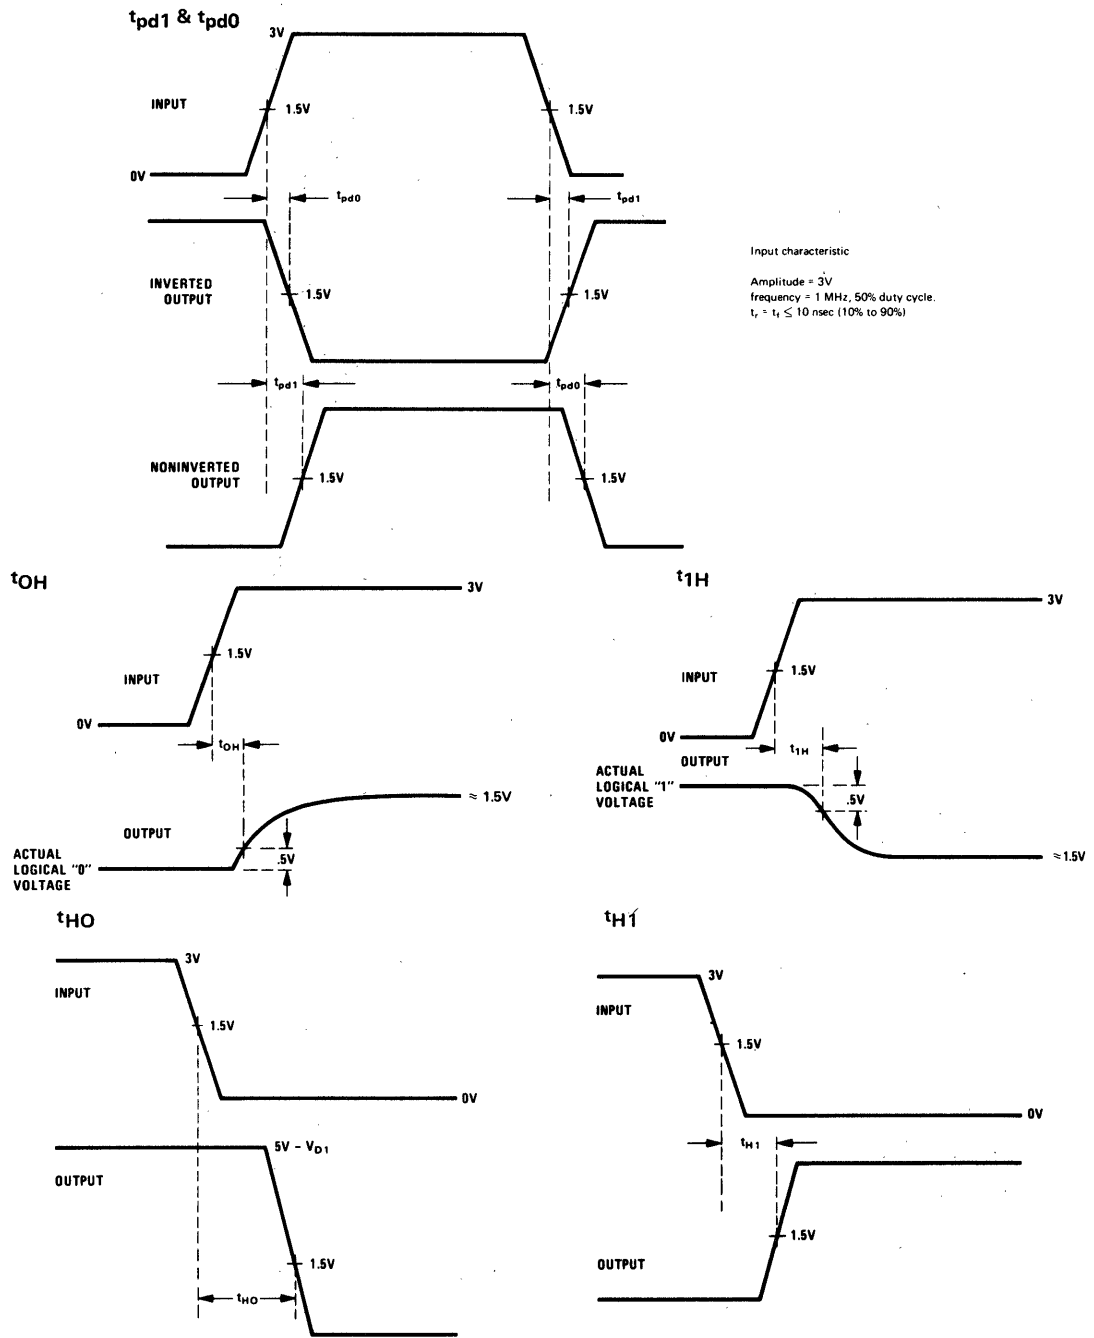 tpd1 & tpd0
3V
INPUT
1.5V
1.5V
0V
tpd0
tpd1
INVERTED
OUTPUT
1.5V
1.5V
Input characteristic
Amplitude = 3V
frequency = 1 MHz, 50% duty cycle.
tr = tf ≤ 10 nsec (10% to 90%)
tpd1
tpd0
NONINVERTED
OUTPUT
1.5V
1.5V
tOH
3V
1.5V
INPUT
0V
tOH
OUTPUT
≈ 1.5V
.5V
ACTUAL
LOGICAL "0"
VOLTAGE
t1H
3V
1.5V
INPUT
0V
OUTPUT
t1H
ACTUAL
LOGICAL "1"
VOLTAGE
.5V
≈ 1.5V
tHO
3V
INPUT
1.5V
0V
5V – VD1
OUTPUT
1.5V
tHO
tH1
3V
INPUT
1.5V
0V
tH1
1.5V
OUTPUT